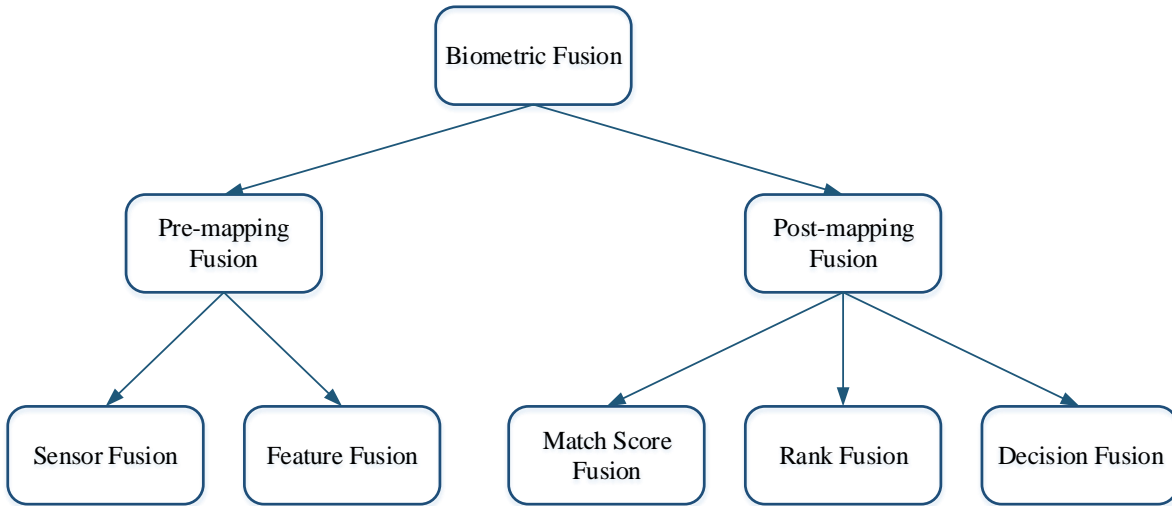 Biometric Fusion
Pre-mapping
Fusion
Post-mapping
Fusion
Sensor Fusion
Feature Fusion
Match Score
Fusion
Rank Fusion
Decision Fusion